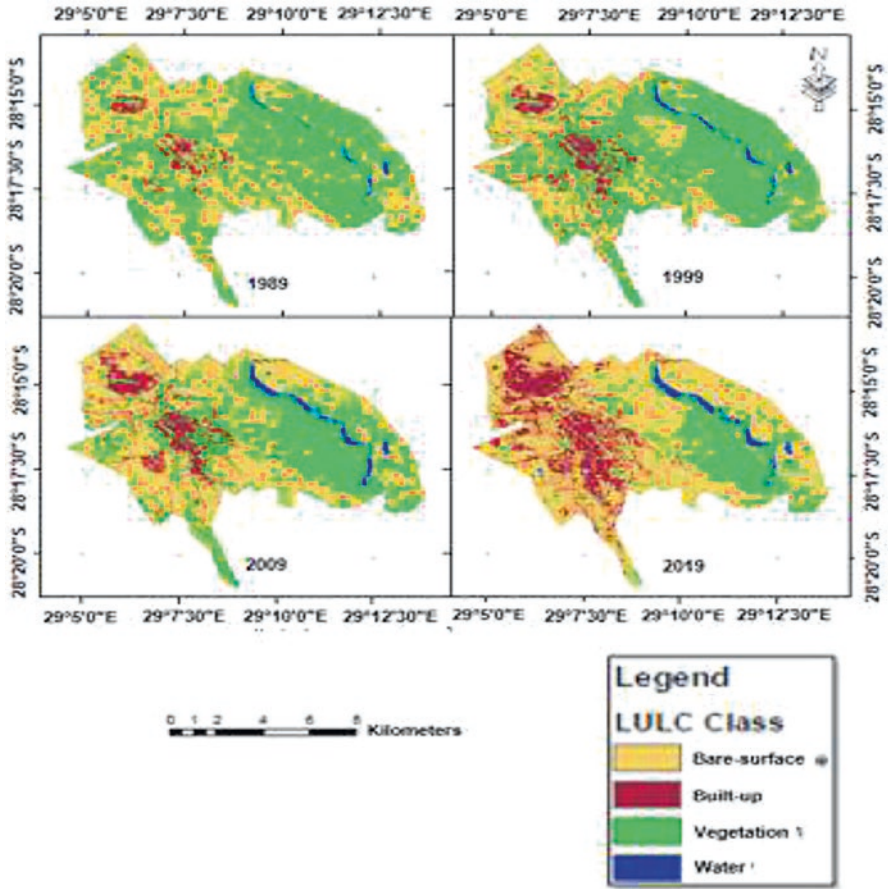 29°5'0"E 29°7'30"E 29°10'0"E 29°12'30"E 29°5'0"E 29°7'30"E 29°10'0"E 29°12'30"E
28°15'0"S 28°15'0"S
28°17'30"S 28°17'30"S
28°20'0"S 28°20'0"S
1989 1999
28°15'0"S 28°15'0"S
28°17'30"S 28°17'30"S
28°20'0"S 28°20'0"S
2009 2019
29°5'0"E 29°7'30"E 29°10'0"E 29°12'30"E 29°5'0"E 29°7'30"E 29°10'0"E 29°12'30"E
0 1 2 4 6 8 Kilometers
Legend
LULC Class
Bare-surface
Built-up
Vegetation 1
Water